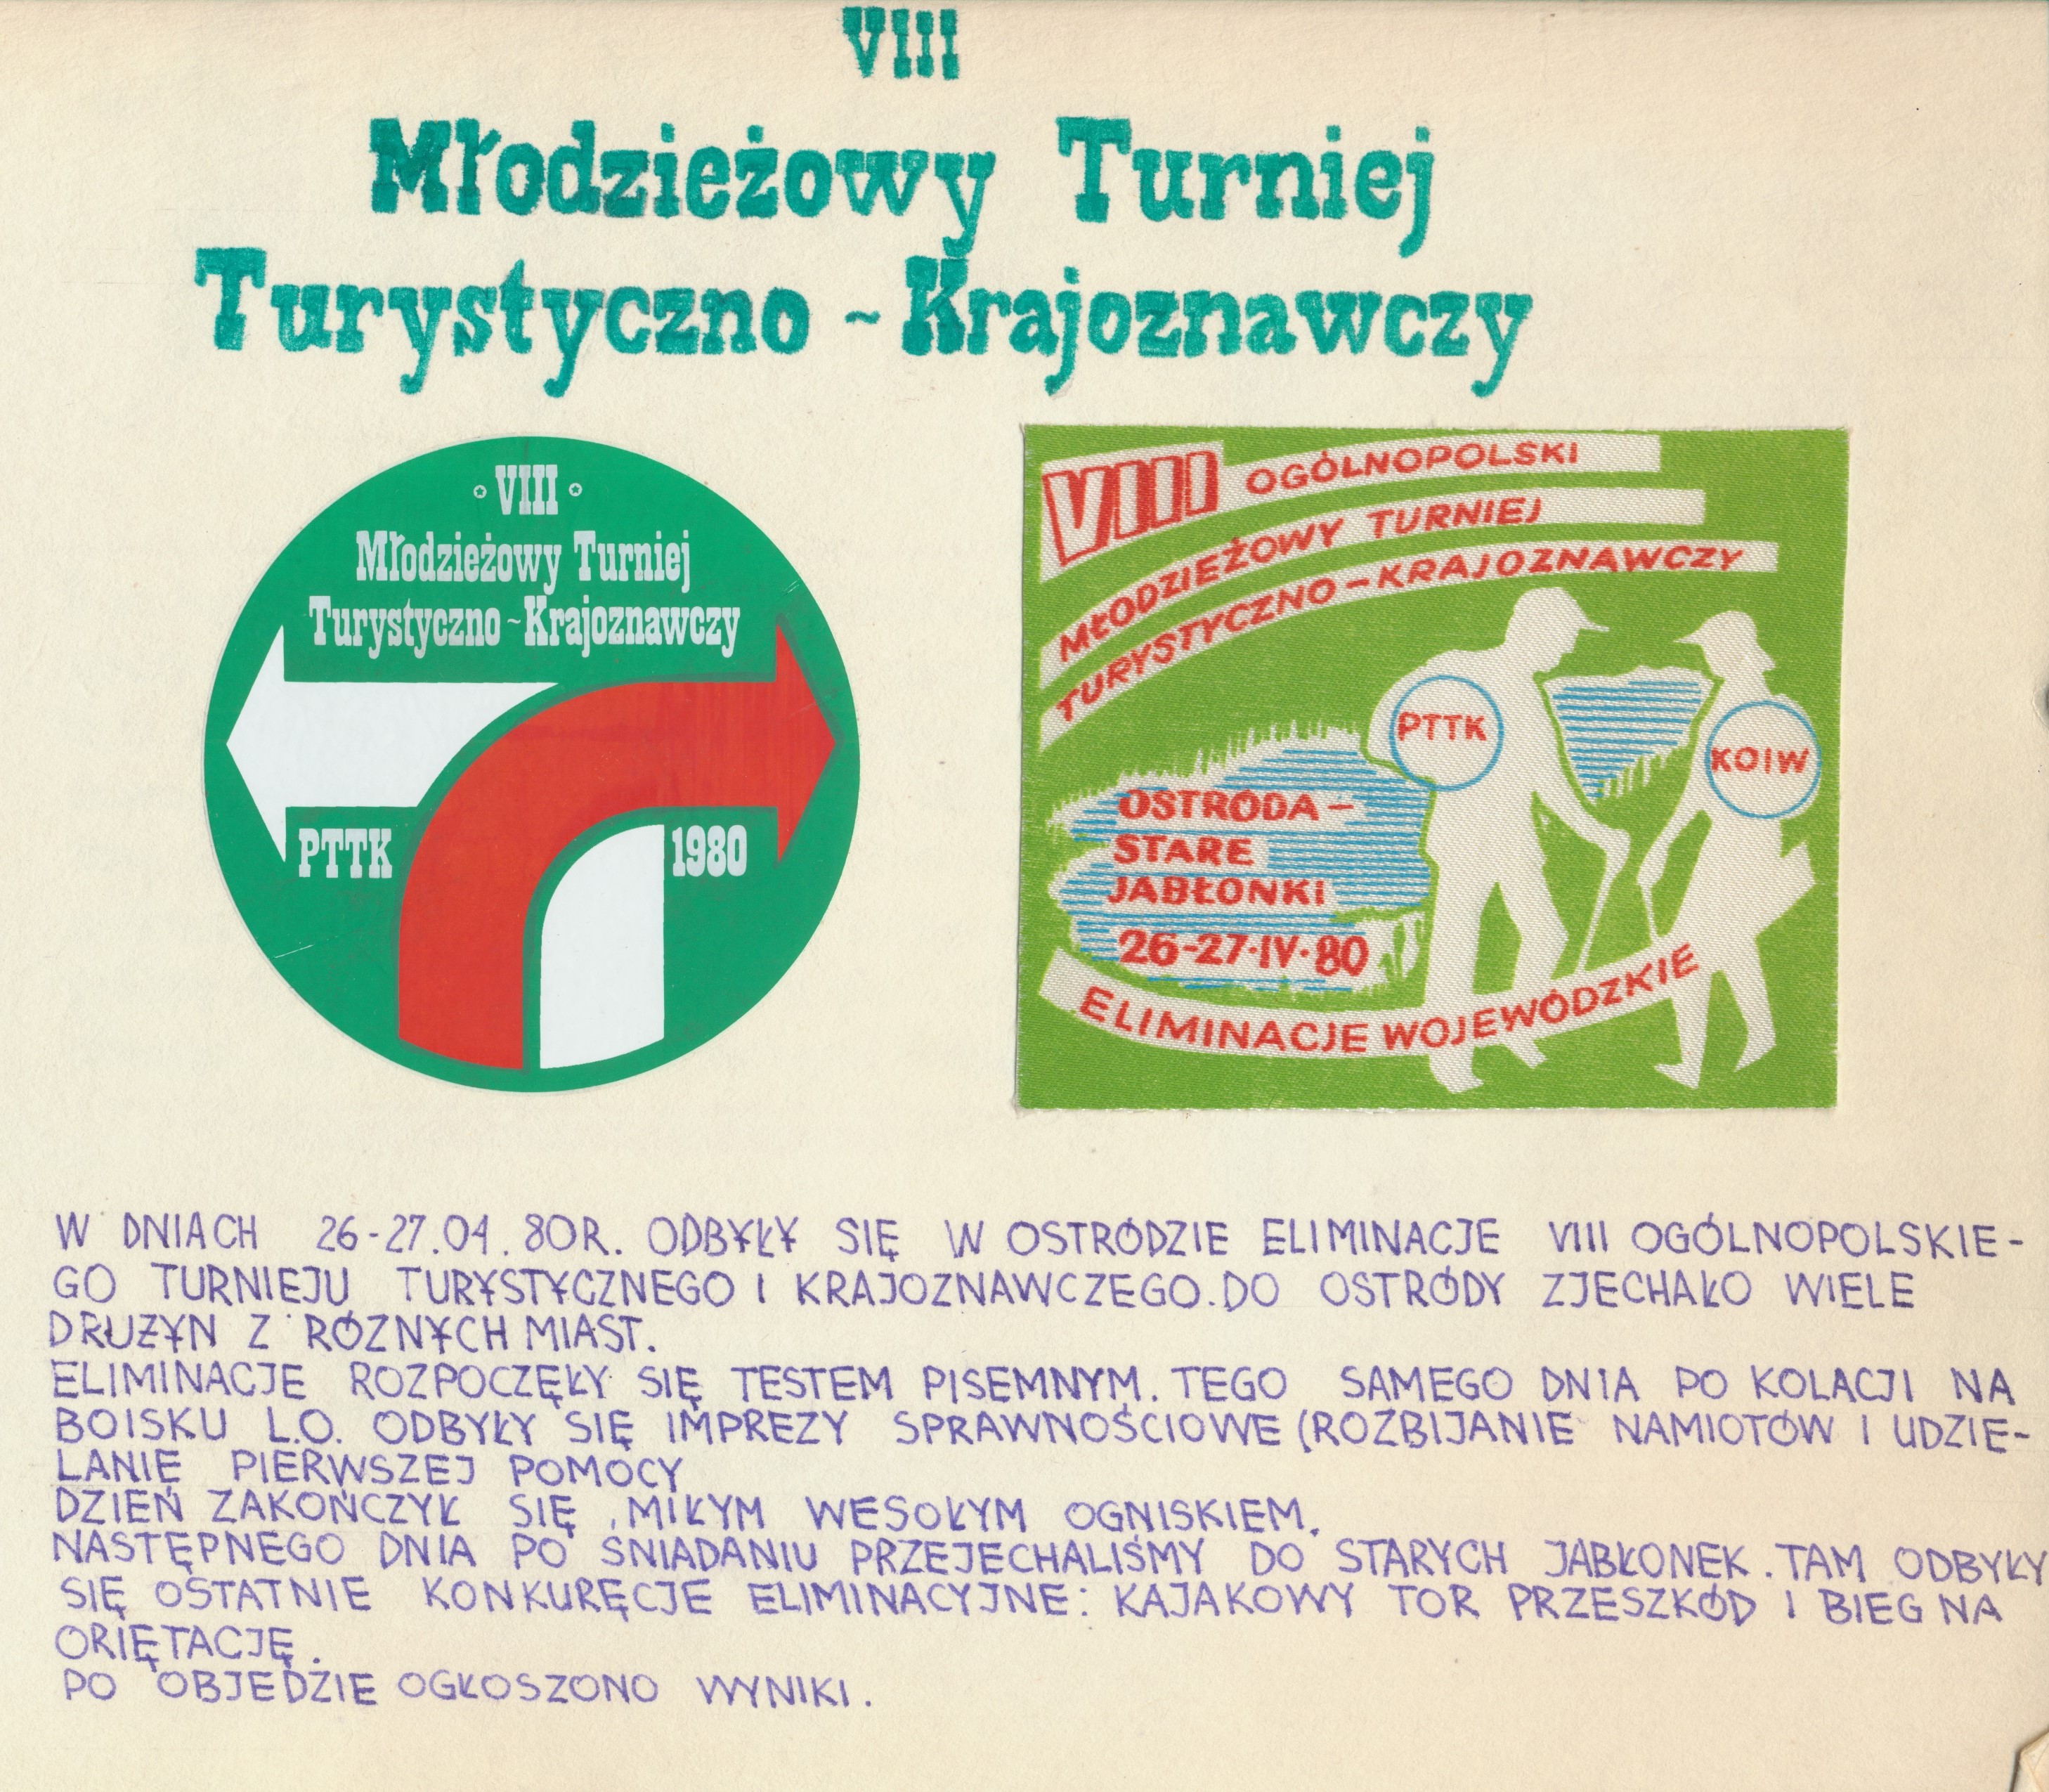 VIII
Młodzieżowy Turniej
Turystyczno ~ Krajoznawczy
VIII
Młodzieżowy Turniej
Turystyczno ~ Krajoznawczy
PTTK 1980
VIII OGÓLNOPOLSKI
MŁODZIEŻOWY TURNIEJ
TURYSTYCZNO-KRAJOZNAWCZY
PTTK
KOIW
OSTRÓDA-
STARE
JABŁONKI
26-27·IV·80
ELIMINACJE WOJEWÓDZKIE
W DNIACH 26-27.04.80R. ODBYŁY SIĘ W OSTRÓDZIE ELIMINACJE VIII OGÓLNOPOLSKIE-
GO TURNIEJU TURYSTYCZNEGO I KRAJOZNAWCZEGO. DO OSTRÓDY ZJECHAŁO WIELE
DRUŻYN Z RÓZNYCH MIAST.
ELIMINACJE ROZPOCZĘŁY SIĘ TESTEM PISEMNYM. TEGO SAMEGO DNIA PO KOLACJI NA
BOISKU L.O. ODBYŁY SIĘ IMPREZY SPRAWNOŚCIOWE (ROZBIJANIE NAMIOTÓW I UDZIE-
LANIE PIERWSZEJ POMOCY
DZIEŃ ZAKOŃCZYŁ SIĘ , MIŁYM WESOŁYM OGNISKIEM.
NASTĘPNEGO DNIA PO ŚNIADANIU PRZEJECHALIŚMY DO STARYCH JABŁONEK. TAM ODBYŁY
SIĘ OSTATNIE KONKURĘCJE ELIMINACYJNE: KAJAKOWY TOR PRZESZKÓD I BIEG NA
ORIĘTACJĘ.
PO OBJEDZIE OGŁOSZONO WYNIKI.